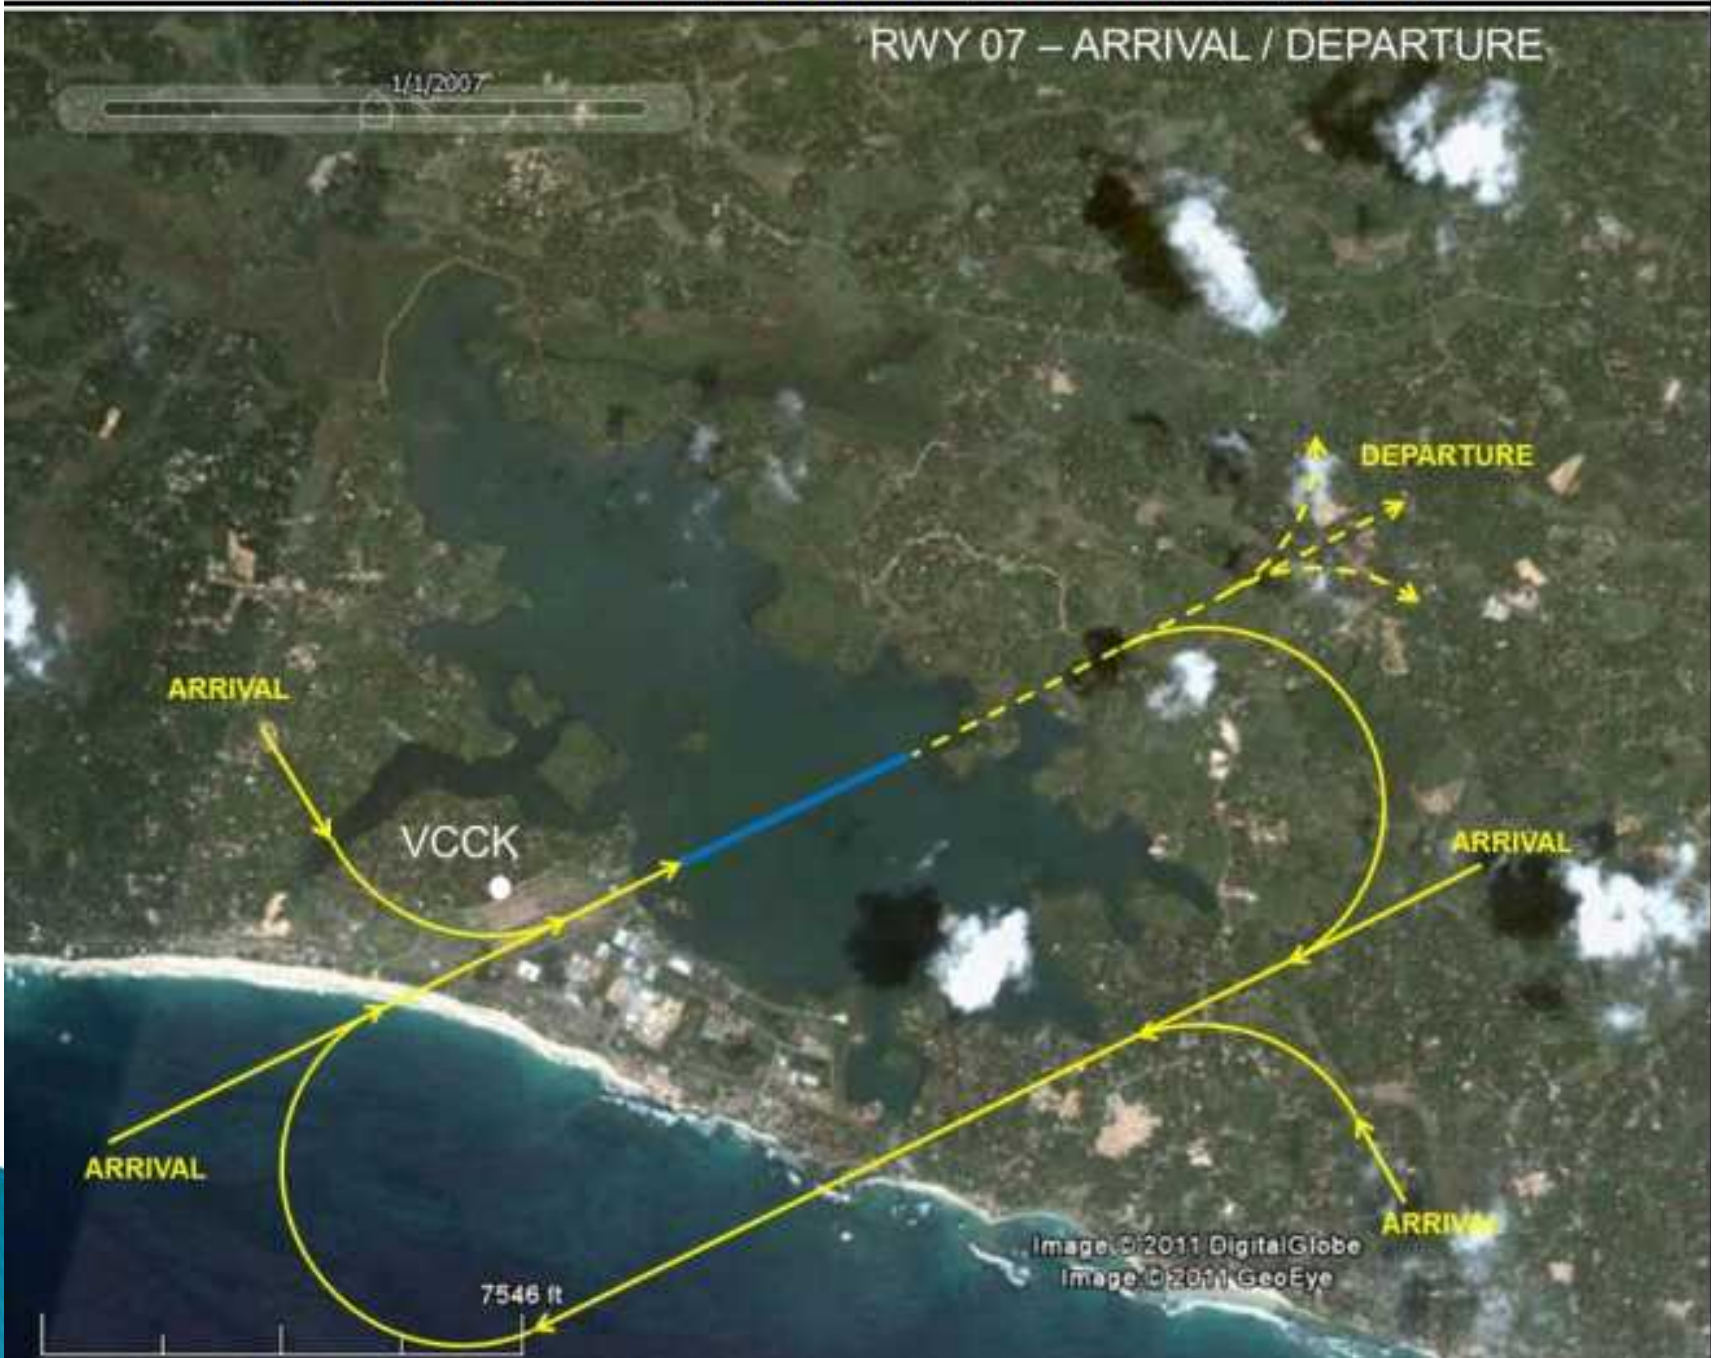 RWY 07 – ARRIVAL / DEPARTURE
1/1/2007
DEPARTURE
ARRIVAL
VCCK
ARRIVAL
ARRIVAL
ARRIVAL
Image © 2011 DigitalGlobe
Image © 2011 GeoEye
7546 ft